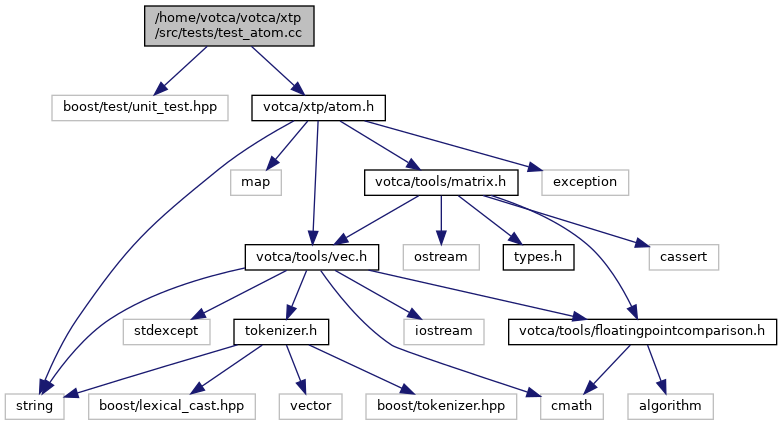 /home/votca/votca/xtp
/src/tests/test_atom.cc
boost/test/unit_test.hpp
votca/xtp/atom.h
map
votca/tools/matrix.h
exception
votca/tools/vec.h
ostream
types.h
cassert
stdexcept
tokenizer.h
iostream
votca/tools/floatingpointcomparison.h
string
boost/lexical_cast.hpp
vector
boost/tokenizer.hpp
cmath
algorithm